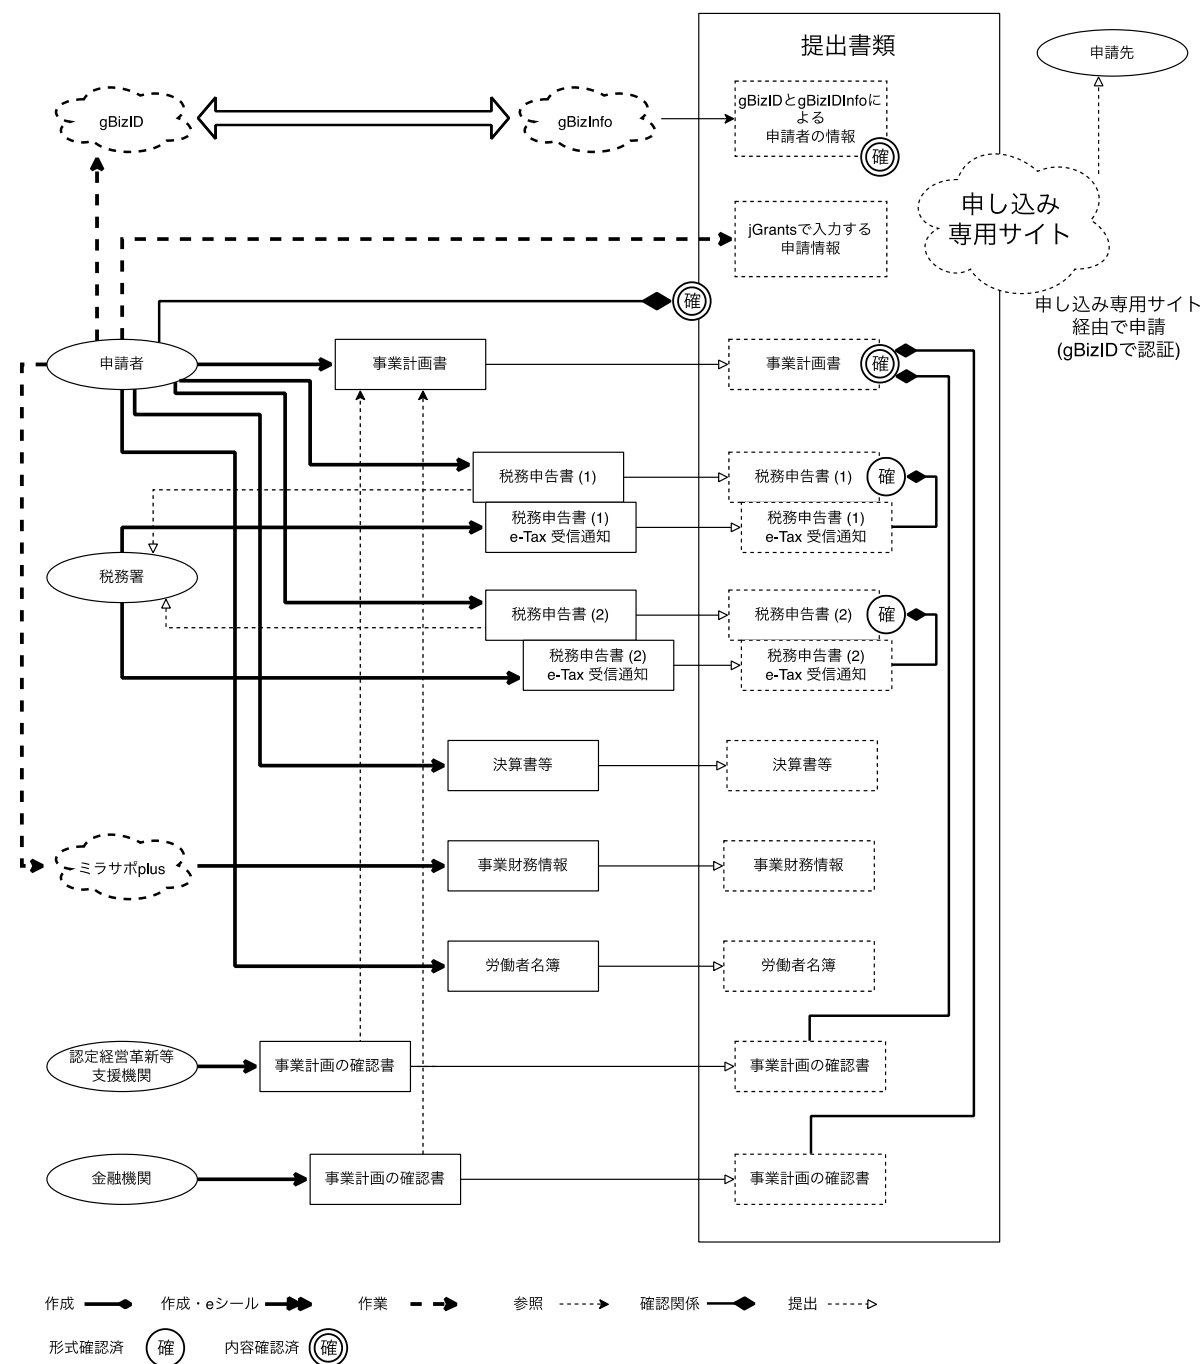 提出書類
申請先
gBizID
gBizInfo
gBizIDとgBizIDInfoに
よる
申請者の情報
確
申し込み
専用サイト
jGrantsで入力する
申請情報
確
申し込み専用サイト
経由で申請
(gBizIDで認証)
申請者
事業計画書
事業計画書
確
税務申告書 (1)
税務申告書 (1)
確
税務申告書 (1)
e-Tax 受信通知
税務申告書 (1)
e-Tax 受信通知
税務署
税務申告書 (2)
税務申告書 (2)
確
税務申告書 (2)
e-Tax 受信通知
税務申告書 (2)
e-Tax 受信通知
決算書等
決算書等
ミラサポplus
事業財務情報
事業財務情報
労働者名簿
労働者名簿
認定経営革新等
支援機関
事業計画の確認書
事業計画の確認書
金融機関
事業計画の確認書
事業計画の確認書
作成
作成・eシール
作業
参照
確認関係
提出
形式確認済
確
内容確認済
確